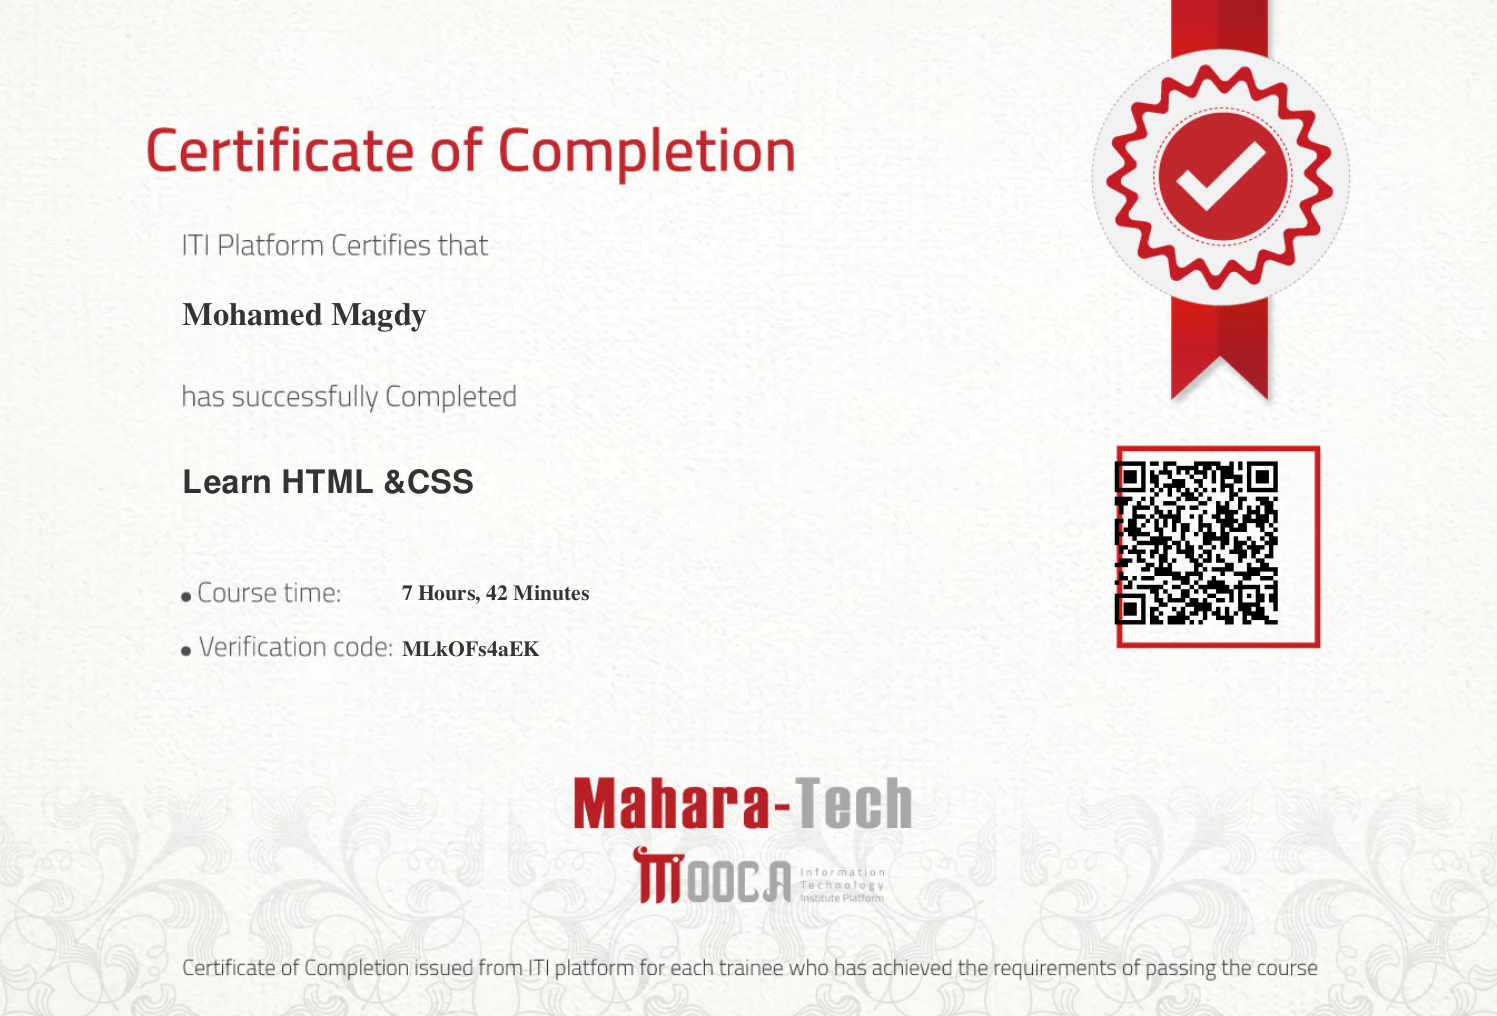 Certificate of Completion
ITI Platform Certifies that
Mohamed Magdy
has successfully Completed
Learn HTML &CSS
• Course time: 7 Hours, 42 Minutes
• Verification code: MLkOFs4aEK
Mahara-Tech
mooca
Information
Technology
Institute Platform
Certificate of Completion issued from ITI platform for each trainee who has achieved the requirements of passing the course